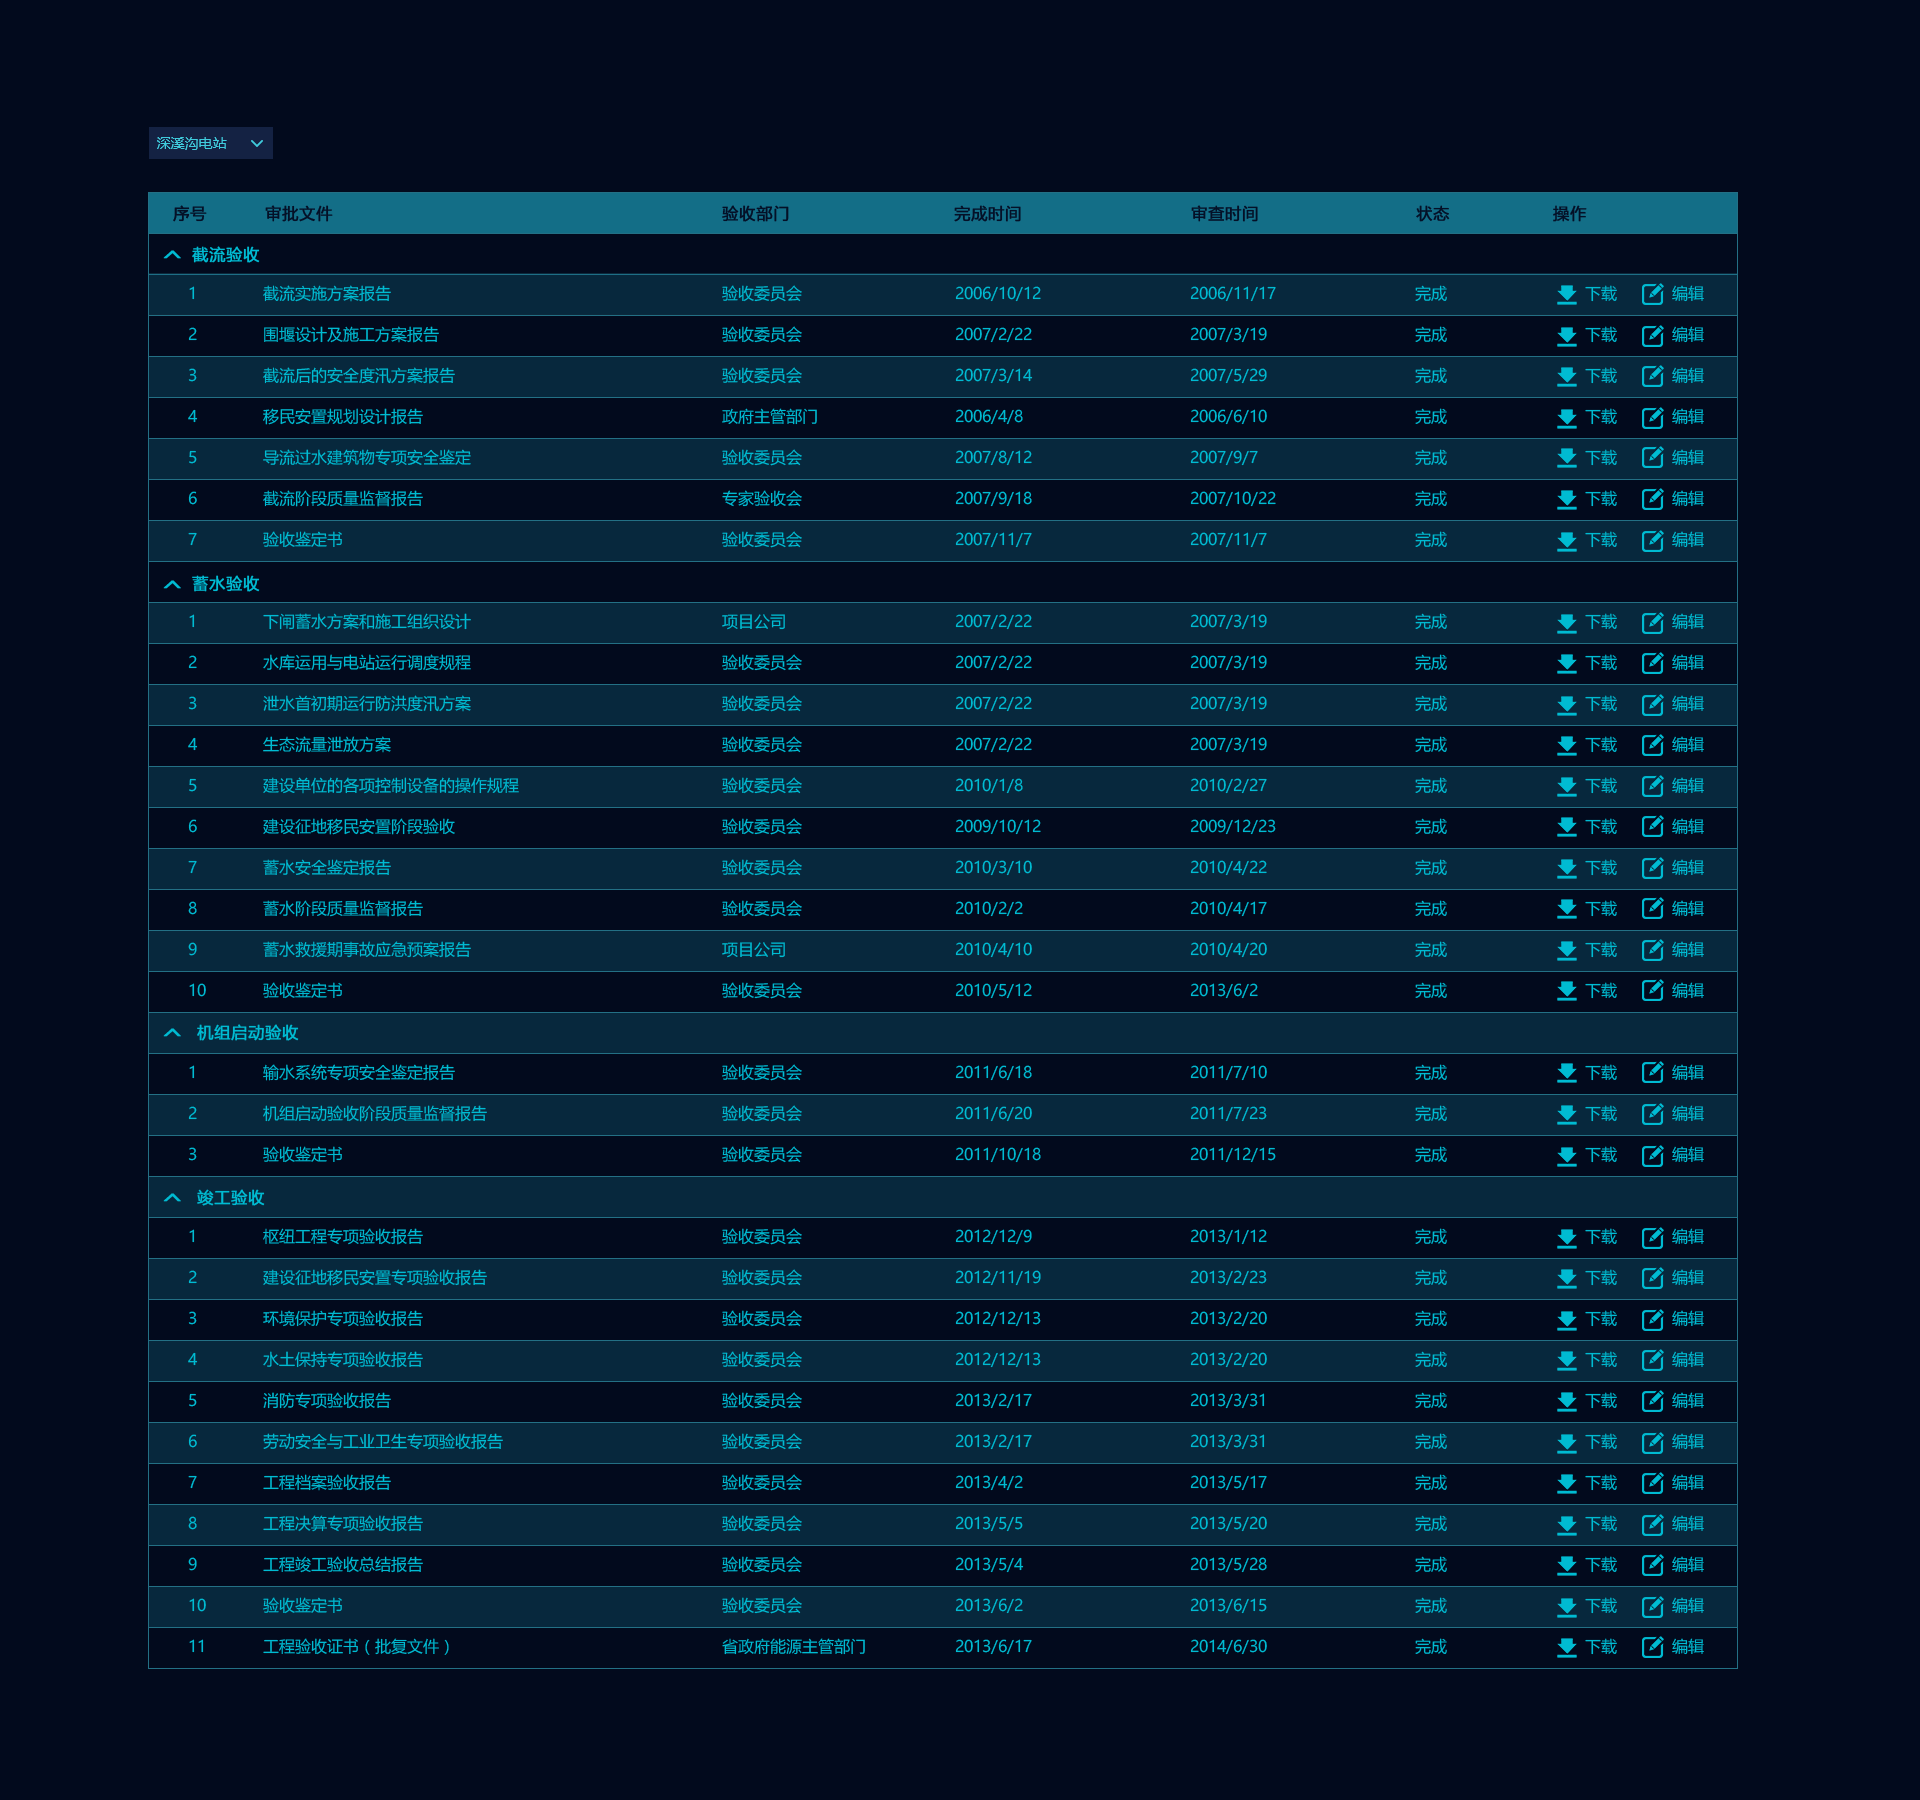 深溪沟电站
序号 审批文件 验收部门 完成时间 审查时间 状态 操作
截流验收
1 截流实施方案报告 验收委员会 2006/10/12 2006/11/17 完成 下载 编辑
2 围堰设计及施工方案报告 验收委员会 2007/2/22 2007/3/19 完成 下载 编辑
3 截流后的安全度汛方案报告 验收委员会 2007/3/14 2007/5/29 完成 下载 编辑
4 移民安置规划设计报告 政府主管部门 2006/4/8 2006/6/10 完成 下载 编辑
5 导流过水建筑物专项安全鉴定 验收委员会 2007/8/12 2007/9/7 完成 下载 编辑
6 截流阶段质量监督报告 专家验收会 2007/9/18 2007/10/22 完成 下载 编辑
7 验收鉴定书 验收委员会 2007/11/7 2007/11/7 完成 下载 编辑
蓄水验收
1 下闸蓄水方案和施工组织设计 项目公司 2007/2/22 2007/3/19 完成 下载 编辑
2 水库运用与电站运行调度规程 验收委员会 2007/2/22 2007/3/19 完成 下载 编辑
3 泄水首初期运行防洪度汛方案 验收委员会 2007/2/22 2007/3/19 完成 下载 编辑
4 生态流量泄放方案 验收委员会 2007/2/22 2007/3/19 完成 下载 编辑
5 建设单位的各项控制设备的操作规程 验收委员会 2010/1/8 2010/2/27 完成 下载 编辑
6 建设征地移民安置阶段验收 验收委员会 2009/10/12 2009/12/23 完成 下载 编辑
7 蓄水安全鉴定报告 验收委员会 2010/3/10 2010/4/22 完成 下载 编辑
8 蓄水阶段质量监督报告 验收委员会 2010/2/2 2010/4/17 完成 下载 编辑
9 蓄水救援期事故应急预案报告 项目公司 2010/4/10 2010/4/20 完成 下载 编辑
10 验收鉴定书 验收委员会 2010/5/12 2013/6/2 完成 下载 编辑
机组启动验收
1 输水系统专项安全鉴定报告 验收委员会 2011/6/18 2011/7/10 完成 下载 编辑
2 机组启动验收阶段质量监督报告 验收委员会 2011/6/20 2011/7/23 完成 下载 编辑
3 验收鉴定书 验收委员会 2011/10/18 2011/12/15 完成 下载 编辑
竣工验收
1 枢纽工程专项验收报告 验收委员会 2012/12/9 2013/1/12 完成 下载 编辑
2 建设征地移民安置专项验收报告 验收委员会 2012/11/19 2013/2/23 完成 下载 编辑
3 环境保护专项验收报告 验收委员会 2012/12/13 2013/2/20 完成 下载 编辑
4 水土保持专项验收报告 验收委员会 2012/12/13 2013/2/20 完成 下载 编辑
5 消防专项验收报告 验收委员会 2013/2/17 2013/3/31 完成 下载 编辑
6 劳动安全与工业卫生专项验收报告 验收委员会 2013/2/17 2013/3/31 完成 下载 编辑
7 工程档案验收报告 验收委员会 2013/4/2 2013/5/17 完成 下载 编辑
8 工程决算专项验收报告 验收委员会 2013/5/5 2013/5/20 完成 下载 编辑
9 工程竣工验收总结报告 验收委员会 2013/5/4 2013/5/28 完成 下载 编辑
10 验收鉴定书 验收委员会 2013/6/2 2013/6/15 完成 下载 编辑
11 工程验收证书（批复文件） 省政府能源主管部门 2013/6/17 2014/6/30 完成 下载 编辑